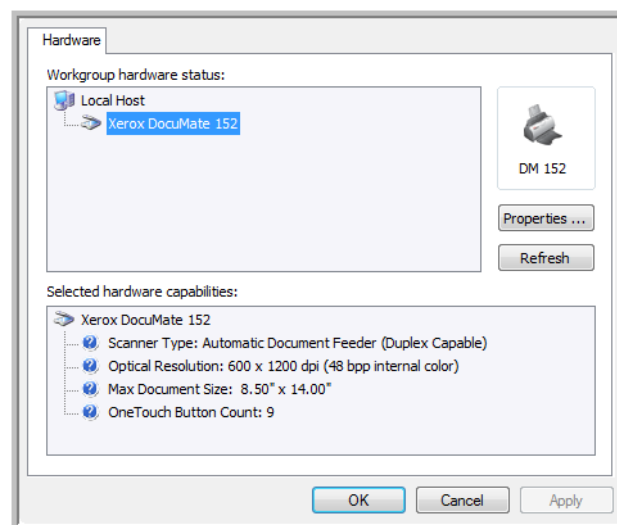 Hardware
Workgroup hardware status:
Local Host
Xerox DocuMate 152
DM 152
Properties ...
Refresh
Selected hardware capabilities:
Xerox DocuMate 152
Scanner Type: Automatic Document Feeder (Duplex Capable)
Optical Resolution: 600 x 1200 dpi (48 bpp internal color)
Max Document Size: 8.50" x 14.00"
OneTouch Button Count: 9
OK
Cancel
Apply